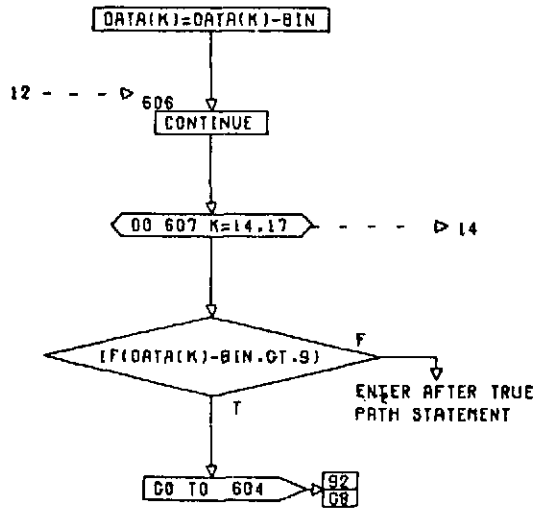 DATA(K)=DATA(K)-BIN
12
606
CONTINUE
DO 607 K=14,17
14
IF(DATA(K)-BIN.GT.9)
F
ENTER AFTER TRUE
PATH STATEMENT
T
GO TO 604
92
G8